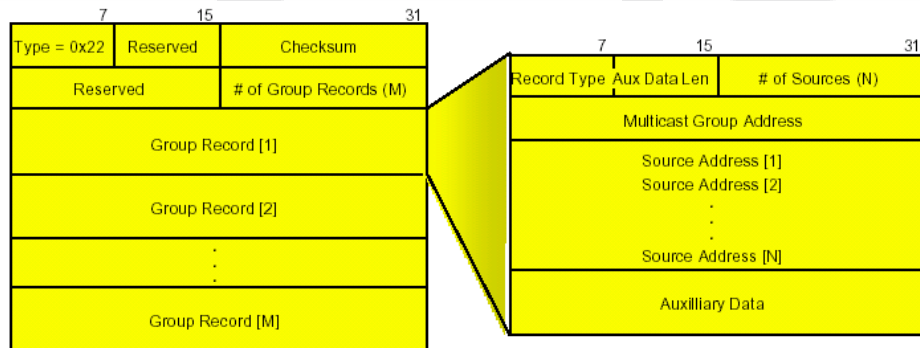 7 15 31
Type = 0x22 Reserved Checksum
Reserved # of Group Records (M)
Group Record [1]
Group Record [2]
.
.
.
Group Record [M]
7 15 31
Record Type Aux Data Len # of Sources (N)
Multicast Group Address
Source Address [1]
Source Address [2]
.
.
.
Source Address [N]
Auxilliary Data